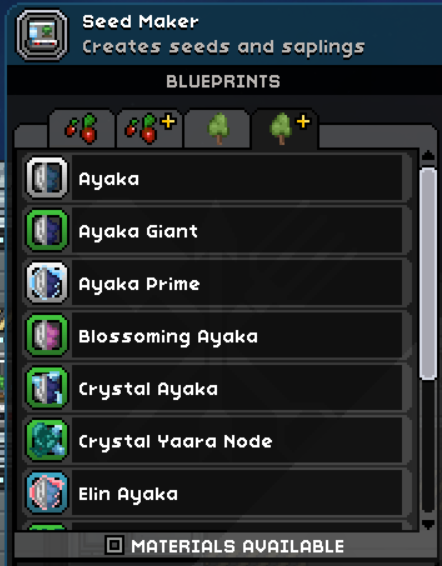 Seed Maker
Creates seeds and saplings
BLUEPRINTS
Ayaka
Ayaka Giant
Ayaka Prime
Blossoming Ayaka
Crystal Ayaka
Crystal Yaara Node
Elin Ayaka
MATERIALS AVAILABLE